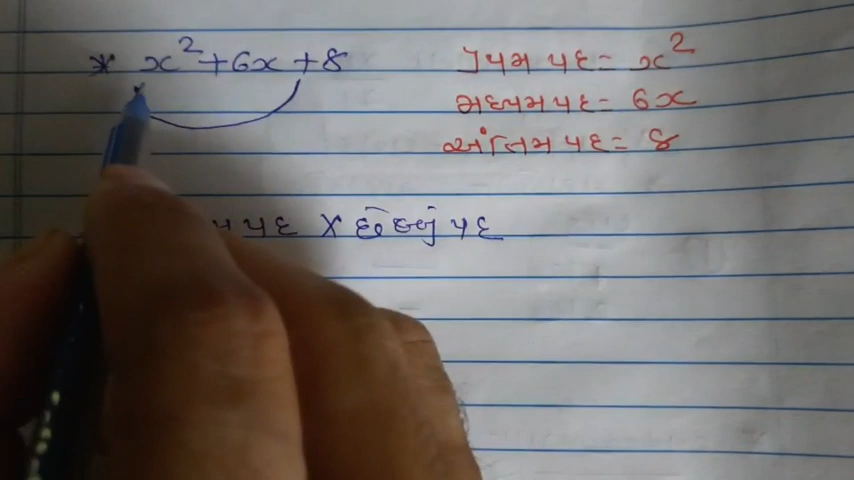 * x²+6x+8
પ્રથમ પદ = x²
મધ્યમ પદ = 6x
અંતિમ પદ = 8
પદ X છેલ્લું પદ